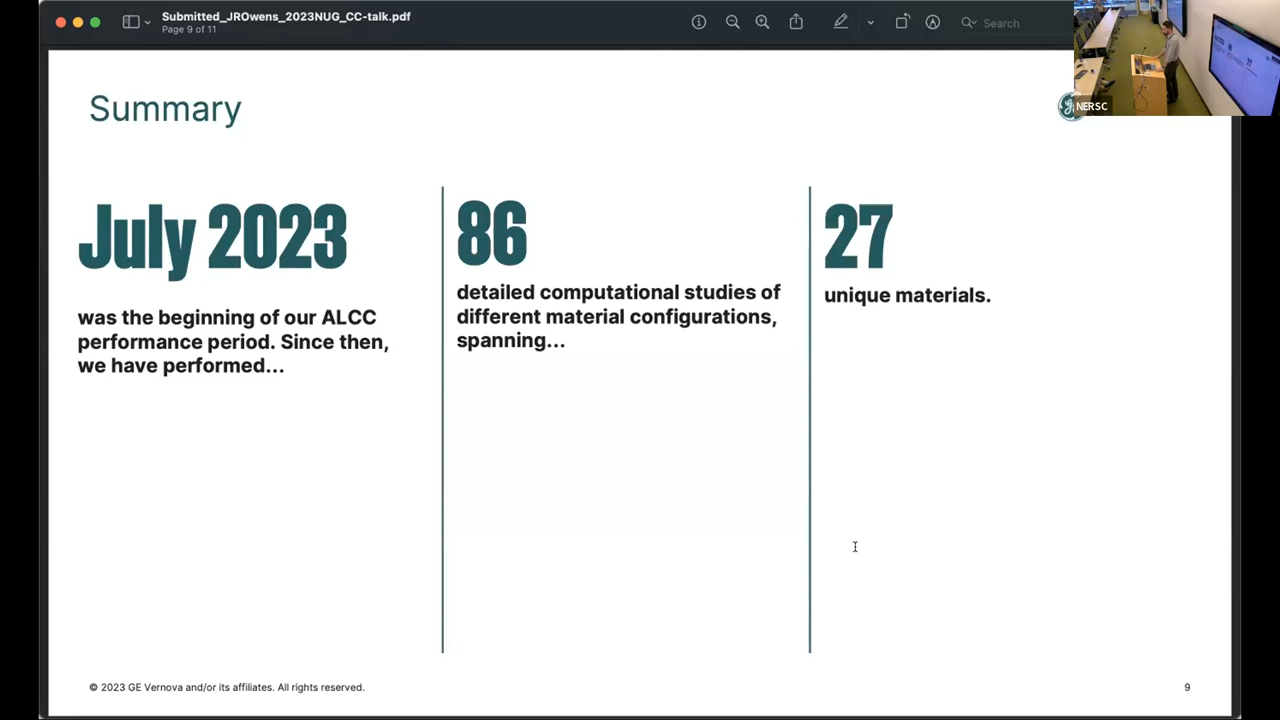 Submitted_JROwens_2023NUG_CC-talk.pdf
Page 9 of 11
Search
NERSC
Summary
July 2023
was the beginning of our ALCC
performance period. Since then,
we have performed...
86
detailed computational studies of
different material configurations,
spanning...
27
unique materials.
© 2023 GE Vernova and/or its affiliates. All rights reserved.
9